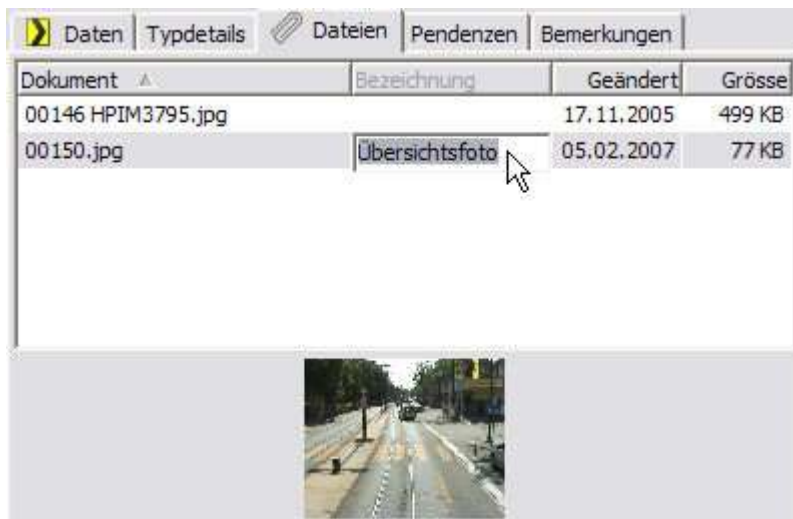 Daten Typdetails Dateien Pendenzen Bemerkungen
Dokument Bezeichnung Geändert Grösse
00146 HPIM3795.jpg 17.11.2005 499 KB
00150.jpg Übersichtsfoto 05.02.2007 77 KB